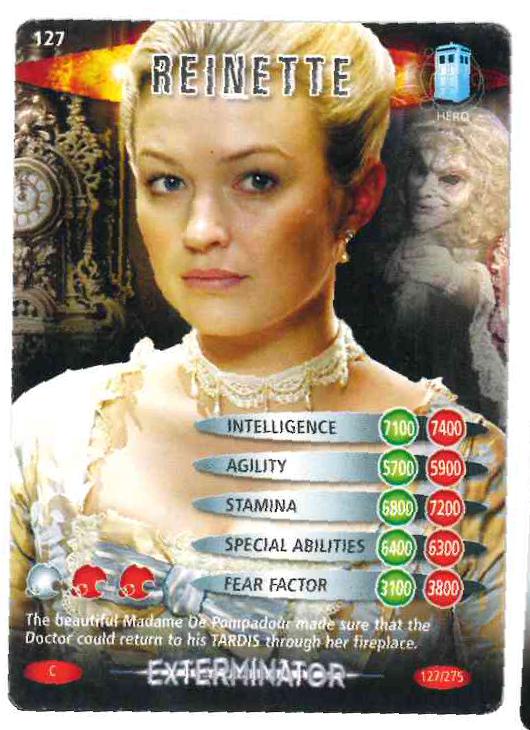 127
REINETTE
HERO
INTELLIGENCE 7100 7400
AGILITY 5700 5900
STAMINA 6800 7200
SPECIAL ABILITIES 6400 6300
FEAR FACTOR 3100 3800
The beautiful Madame De Pompadour made sure that the
Doctor could return to his TARDIS through her fireplace.
C EXTERMINATOR 127/275